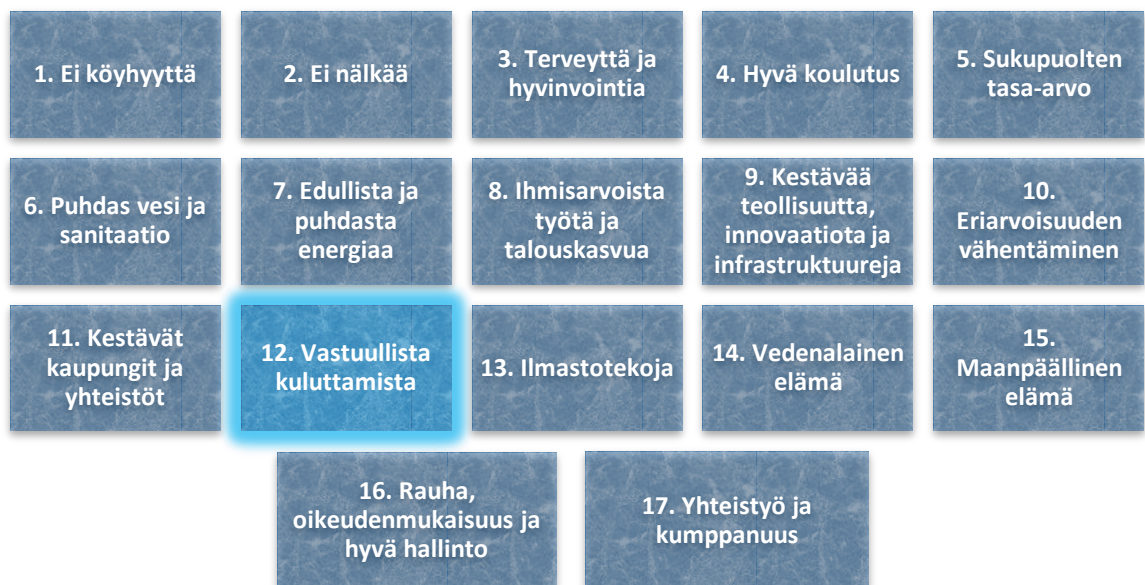 1. Ei köyhyyttä
2. Ei nälkää
3. Terveyttä ja
hyvinvointia
4. Hyvä koulutus
5. Sukupuolten
tasa-arvo
6. Puhdas vesi ja
sanitaatio
7. Edullista ja
puhdasta
energiaa
8. Ihmisarvoista
työtä ja
talouskasvua
9. Kestävää
teollisuutta,
innovaatiota ja
infrastruktuureja
10.
Eriarvoisuuden
vähentäminen
11. Kestävät
kaupungit ja
yhteistöt
12. Vastuullista
kuluttamista
13. Ilmastotekoja
14. Vedenalainen
elämä
15.
Maanpäällinen
elämä
16. Rauha,
oikeudenmukaisuus ja
hyvä hallinto
17. Yhteistyö ja
kumppanuus